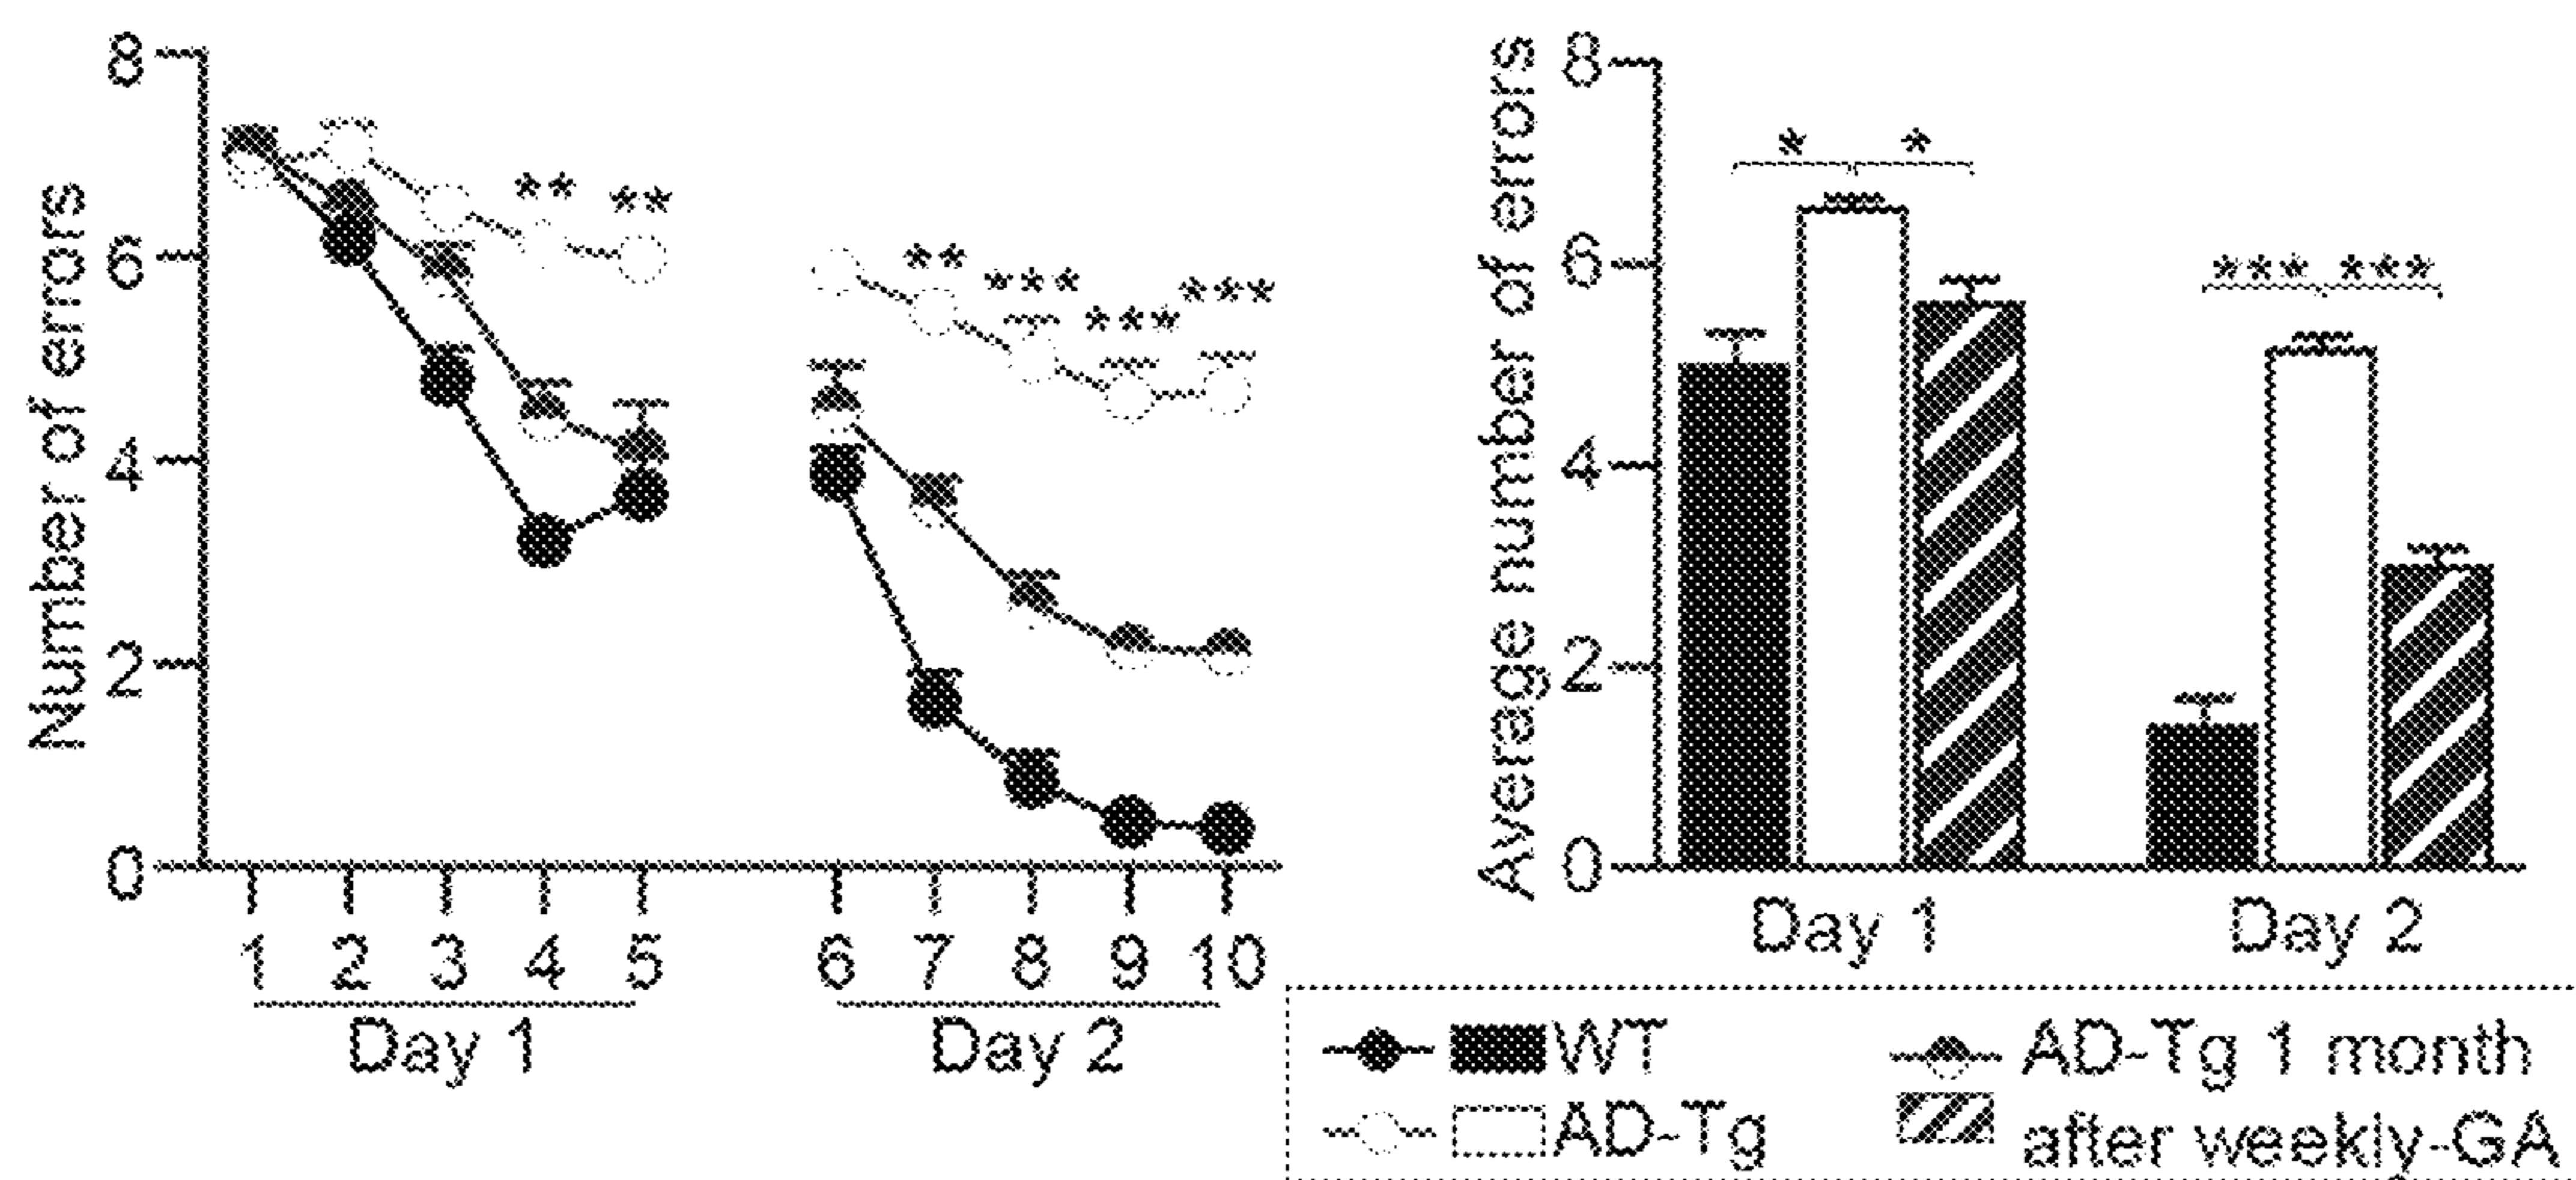 Number of errors
8
6
4
2
0
** **
** *** *** ***
1 2 3 4 5 6 7 8 9 10
Day 1 Day 2
Average number of errors
8
6
4
2
0
* *
*** ***
Day 1 Day 2
WT
AD-Tg
AD-Tg 1 month
after weekly-GA